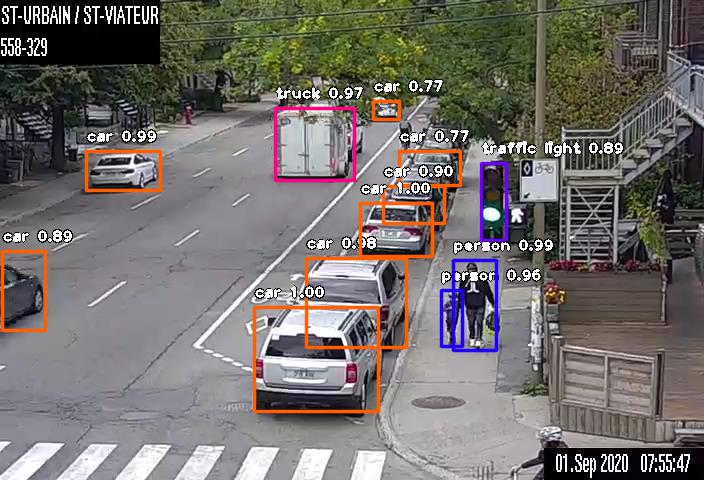 ST-URBAIN / ST-VIATEUR
558-329
truck 0.97
car 0.77
car 0.99
car 0.77
traffic light 0.89
car 0.90
car 1.00
car 0.89
car 0.98
person 0.99
person 0.96
car 1.00
01.Sep 2020 07:55:47